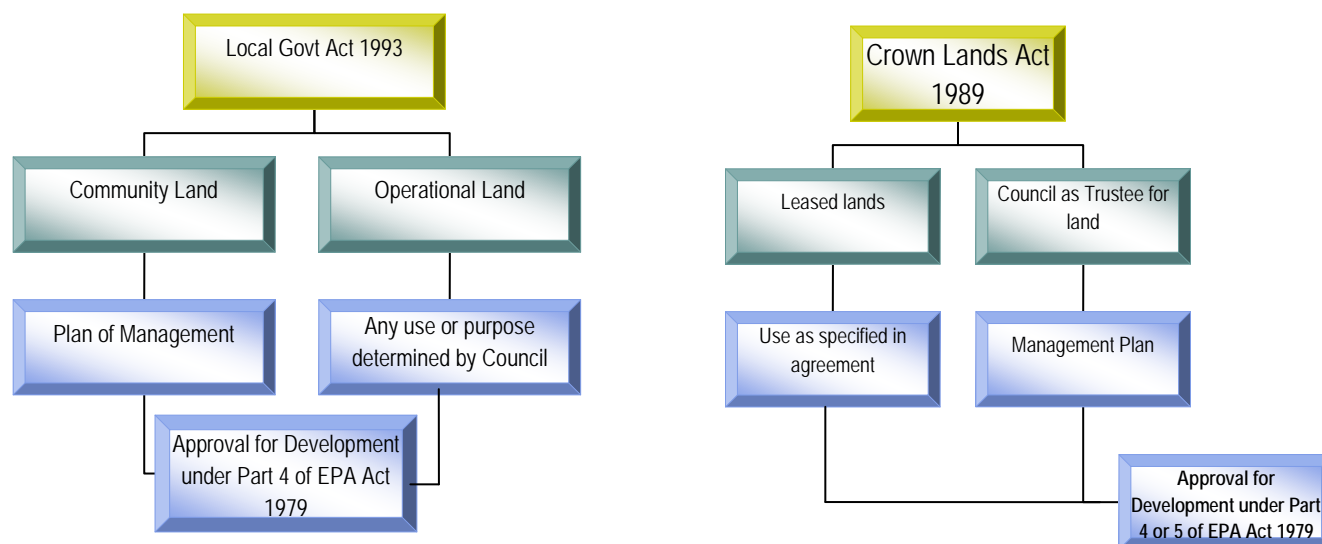 Local Govt Act 1993
Community Land
Operational Land
Plan of Management
Any use or purpose
determined by Council
Approval for Development
under Part 4 of EPA Act
1979
Crown Lands Act
1989
Leased lands
Council as Trustee for
land
Use as specified in
agreement
Management Plan
Approval for
Development under Part
4 or 5 of EPA Act 1979